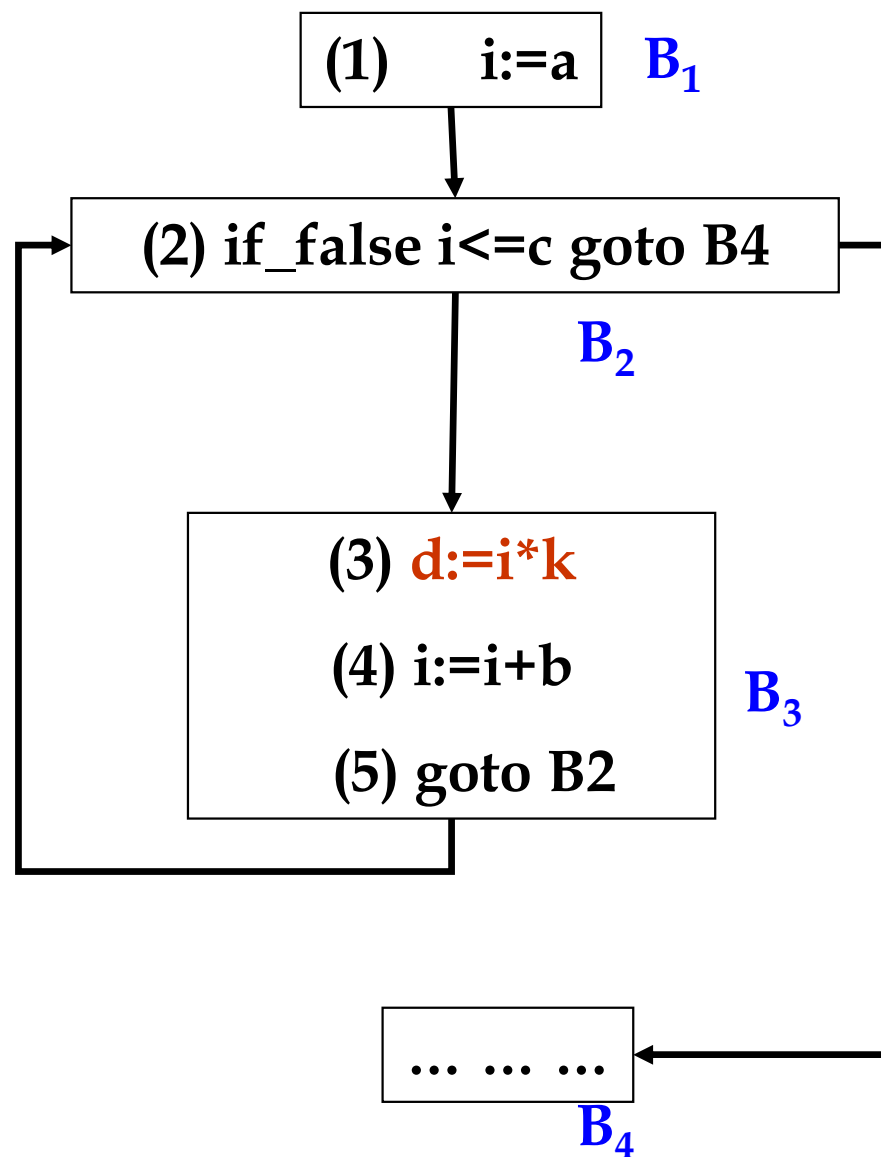 (1) i:=a B₁
(2) if_false i<=c goto B4
B₂
(3) d:=i*k
(4) i:=i+b
B₃
(5) goto B2
... ... ...
B₄